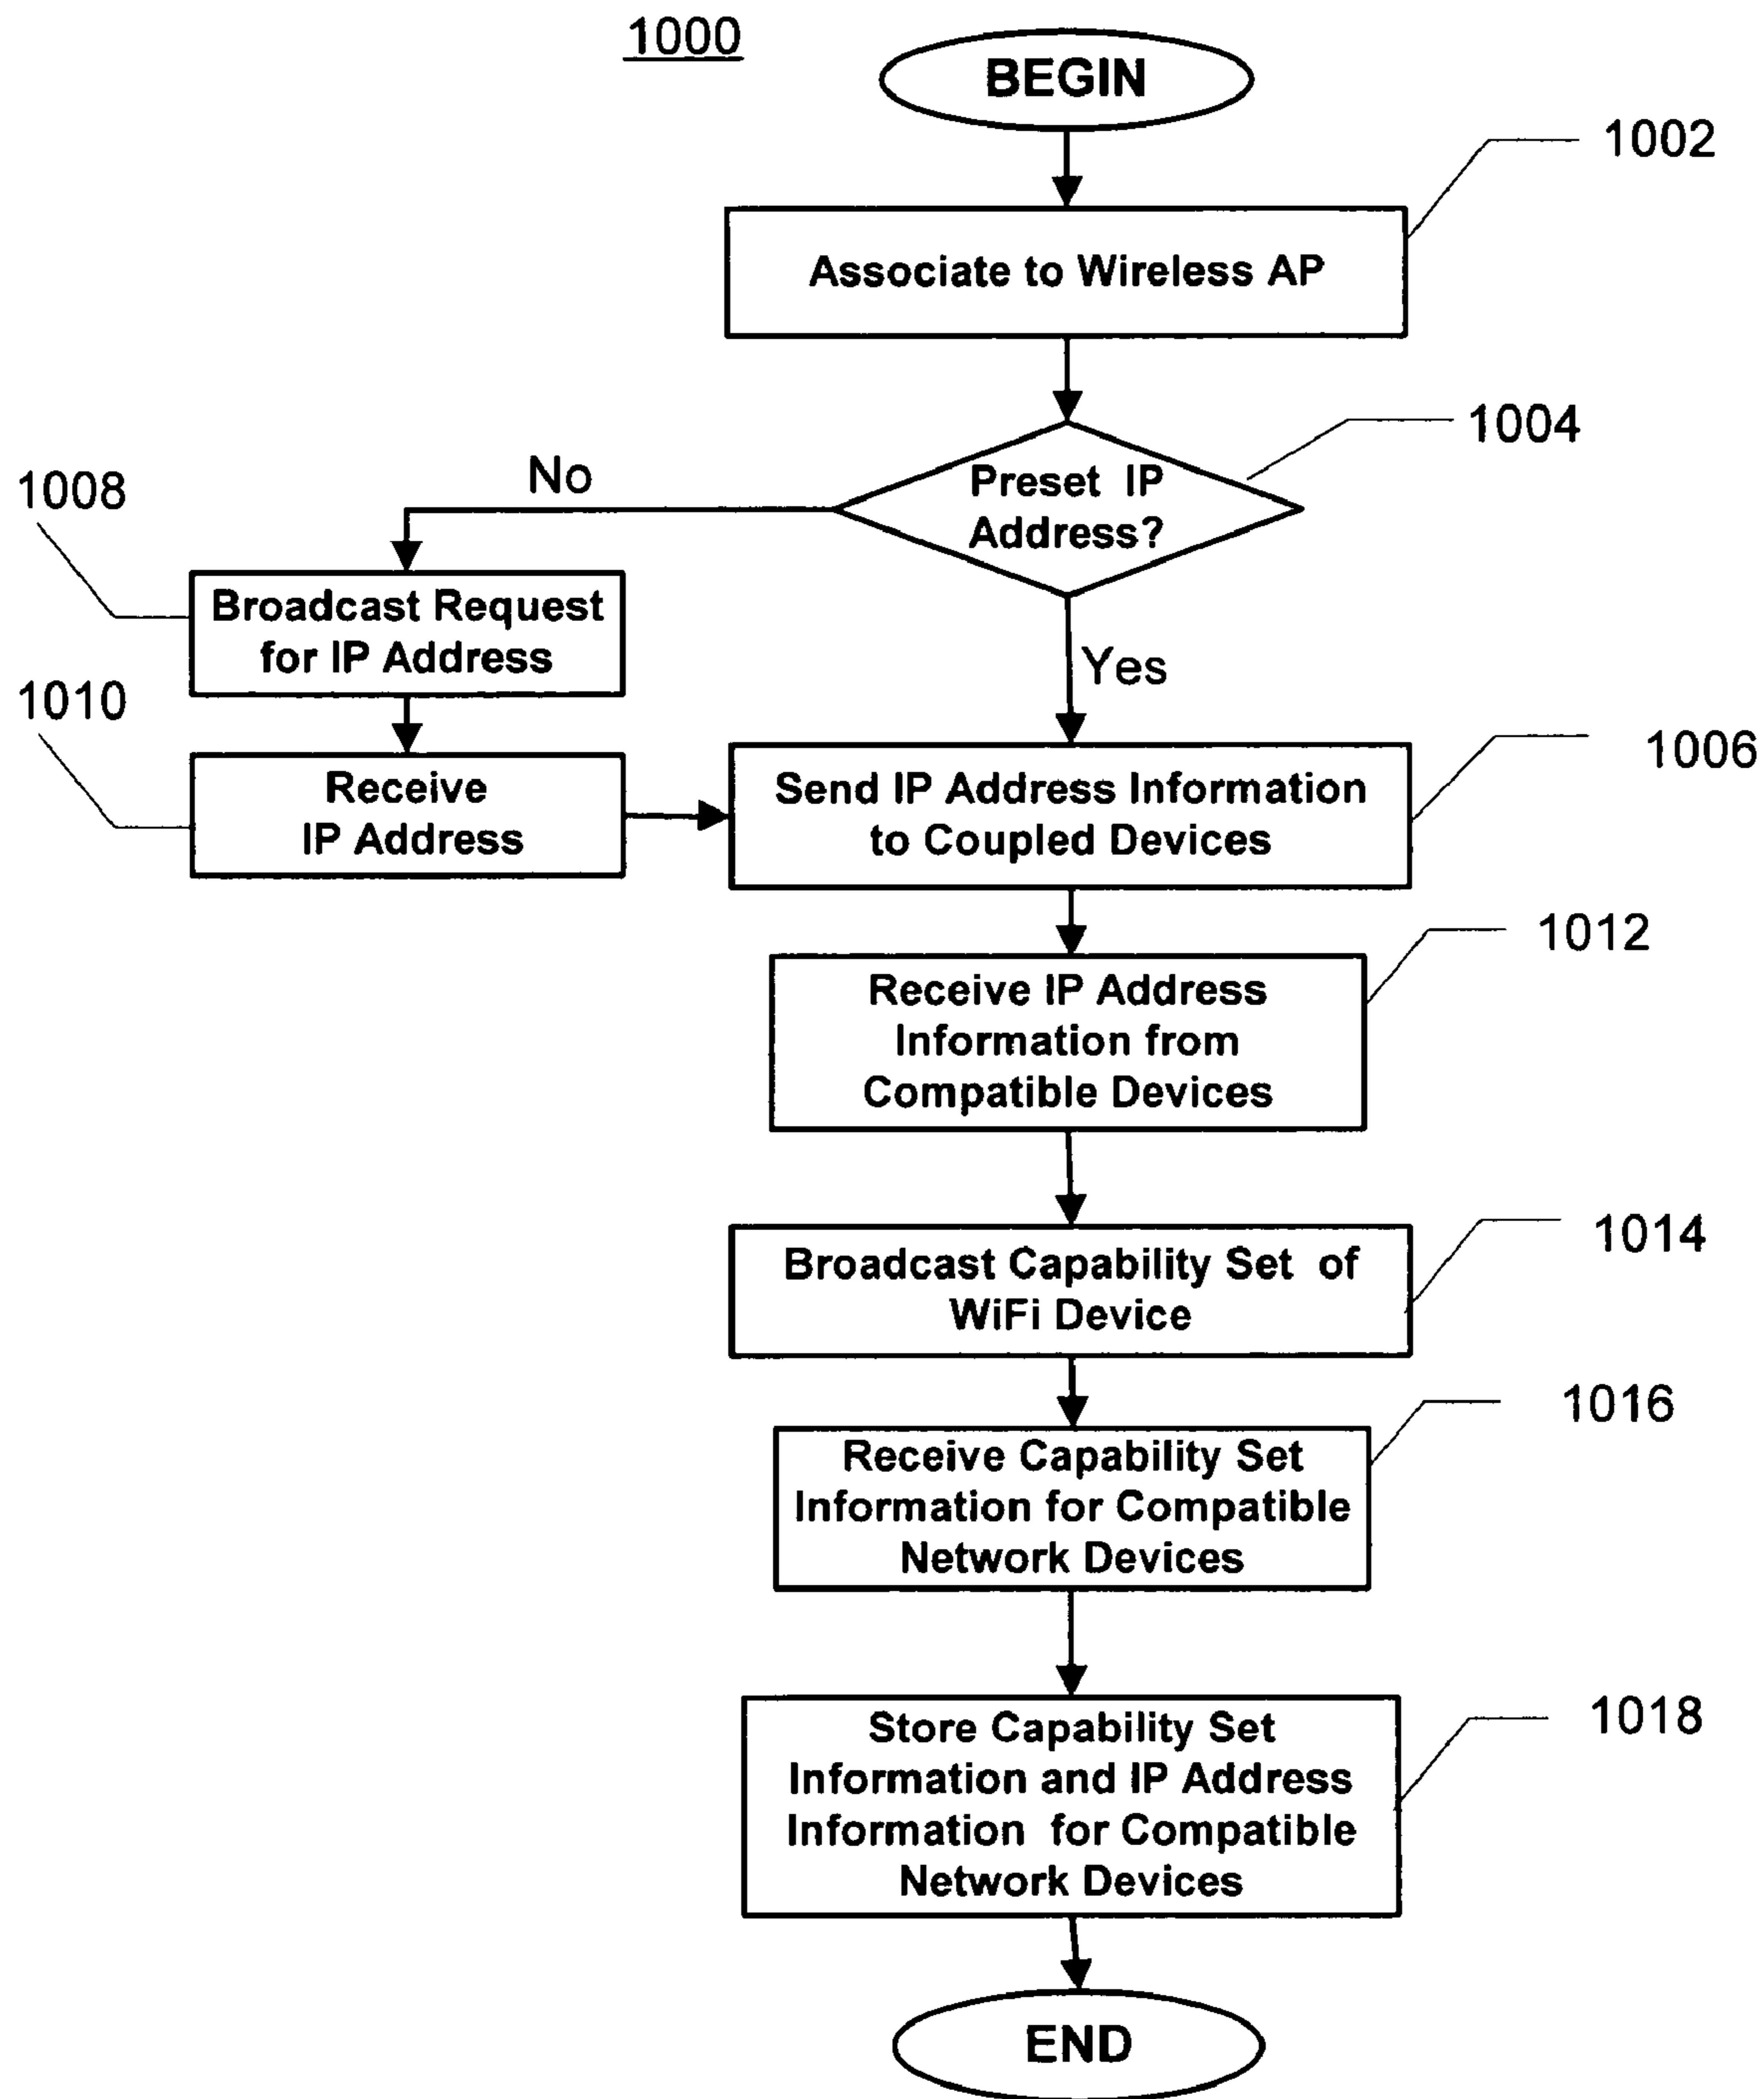 1000
BEGIN
1002
Associate to Wireless AP
1004
Preset IP
Address?
No
1008
Broadcast Request
for IP Address
Yes
1010
Receive
IP Address
1006
Send IP Address Information
to Coupled Devices
1012
Receive IP Address
Information from
Compatible Devices
1014
Broadcast Capability Set of
WiFi Device
1016
Receive Capability Set
Information for Compatible
Network Devices
1018
Store Capability Set
Information and IP Address
Information for Compatible
Network Devices
END